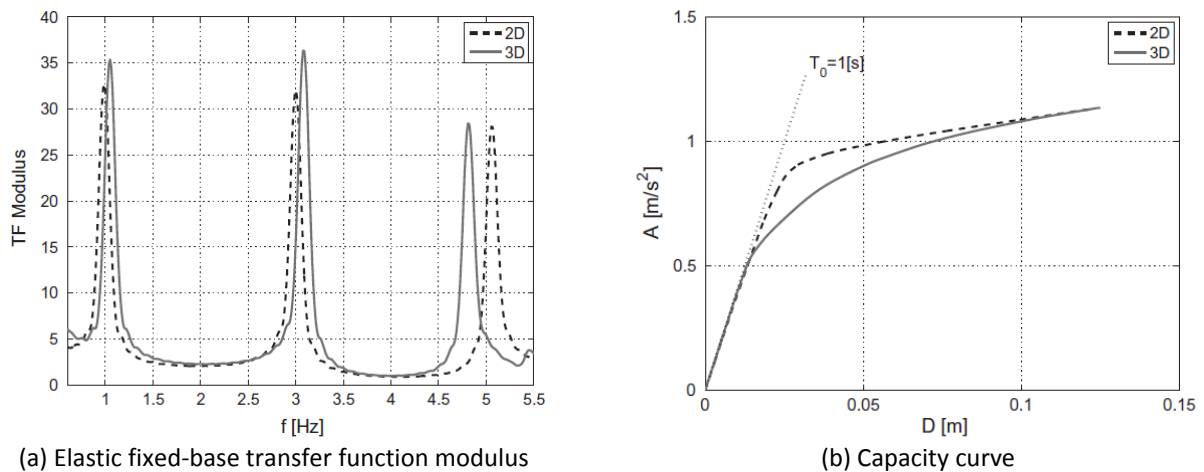 40
35
30
25
20
15
10
5
0
TF Modulus
1 1.5 2 2.5 3 3.5 4 4.5 5 5.5
f [Hz]
2D
3D
(a) Elastic fixed-base transfer function modulus
1.5
1
0.5
0
A [m/s²]
T₀=1[s]
2D
3D
0 0.05 0.1 0.15
D [m]
(b) Capacity curve